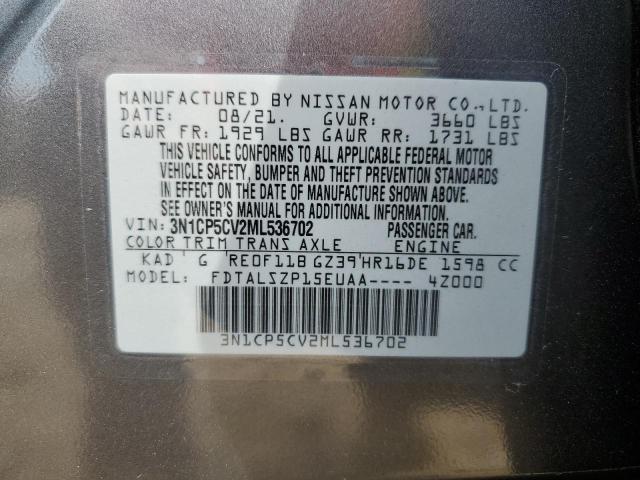 MANUFACTURED BY NISSAN MOTOR CO., LTD.
DATE: 08/21. GVWR: 3660 LBS
GAWR FR: 1929 LBS GAWR RR: 1731 LBS
THIS VEHICLE CONFORMS TO ALL APPLICABLE FEDERAL MOTOR
VEHICLE SAFETY, BUMPER AND THEFT PREVENTION STANDARDS
IN EFFECT ON THE DATE OF MANUFACTURE SHOWN ABOVE.
SEE OWNER'S MANUAL FOR ADDITIONAL INFORMATION.
VIN: 3N1CP5CV2ML536702 PASSENGER CAR.
COLOR TRIM TRANS AXLE ENGINE
KAD G RE0F11B GZ39 HR16DE 1598 CC
MODEL: FDTALSZP15EUAA---- 4Z000
3N1CP5CV2ML536702